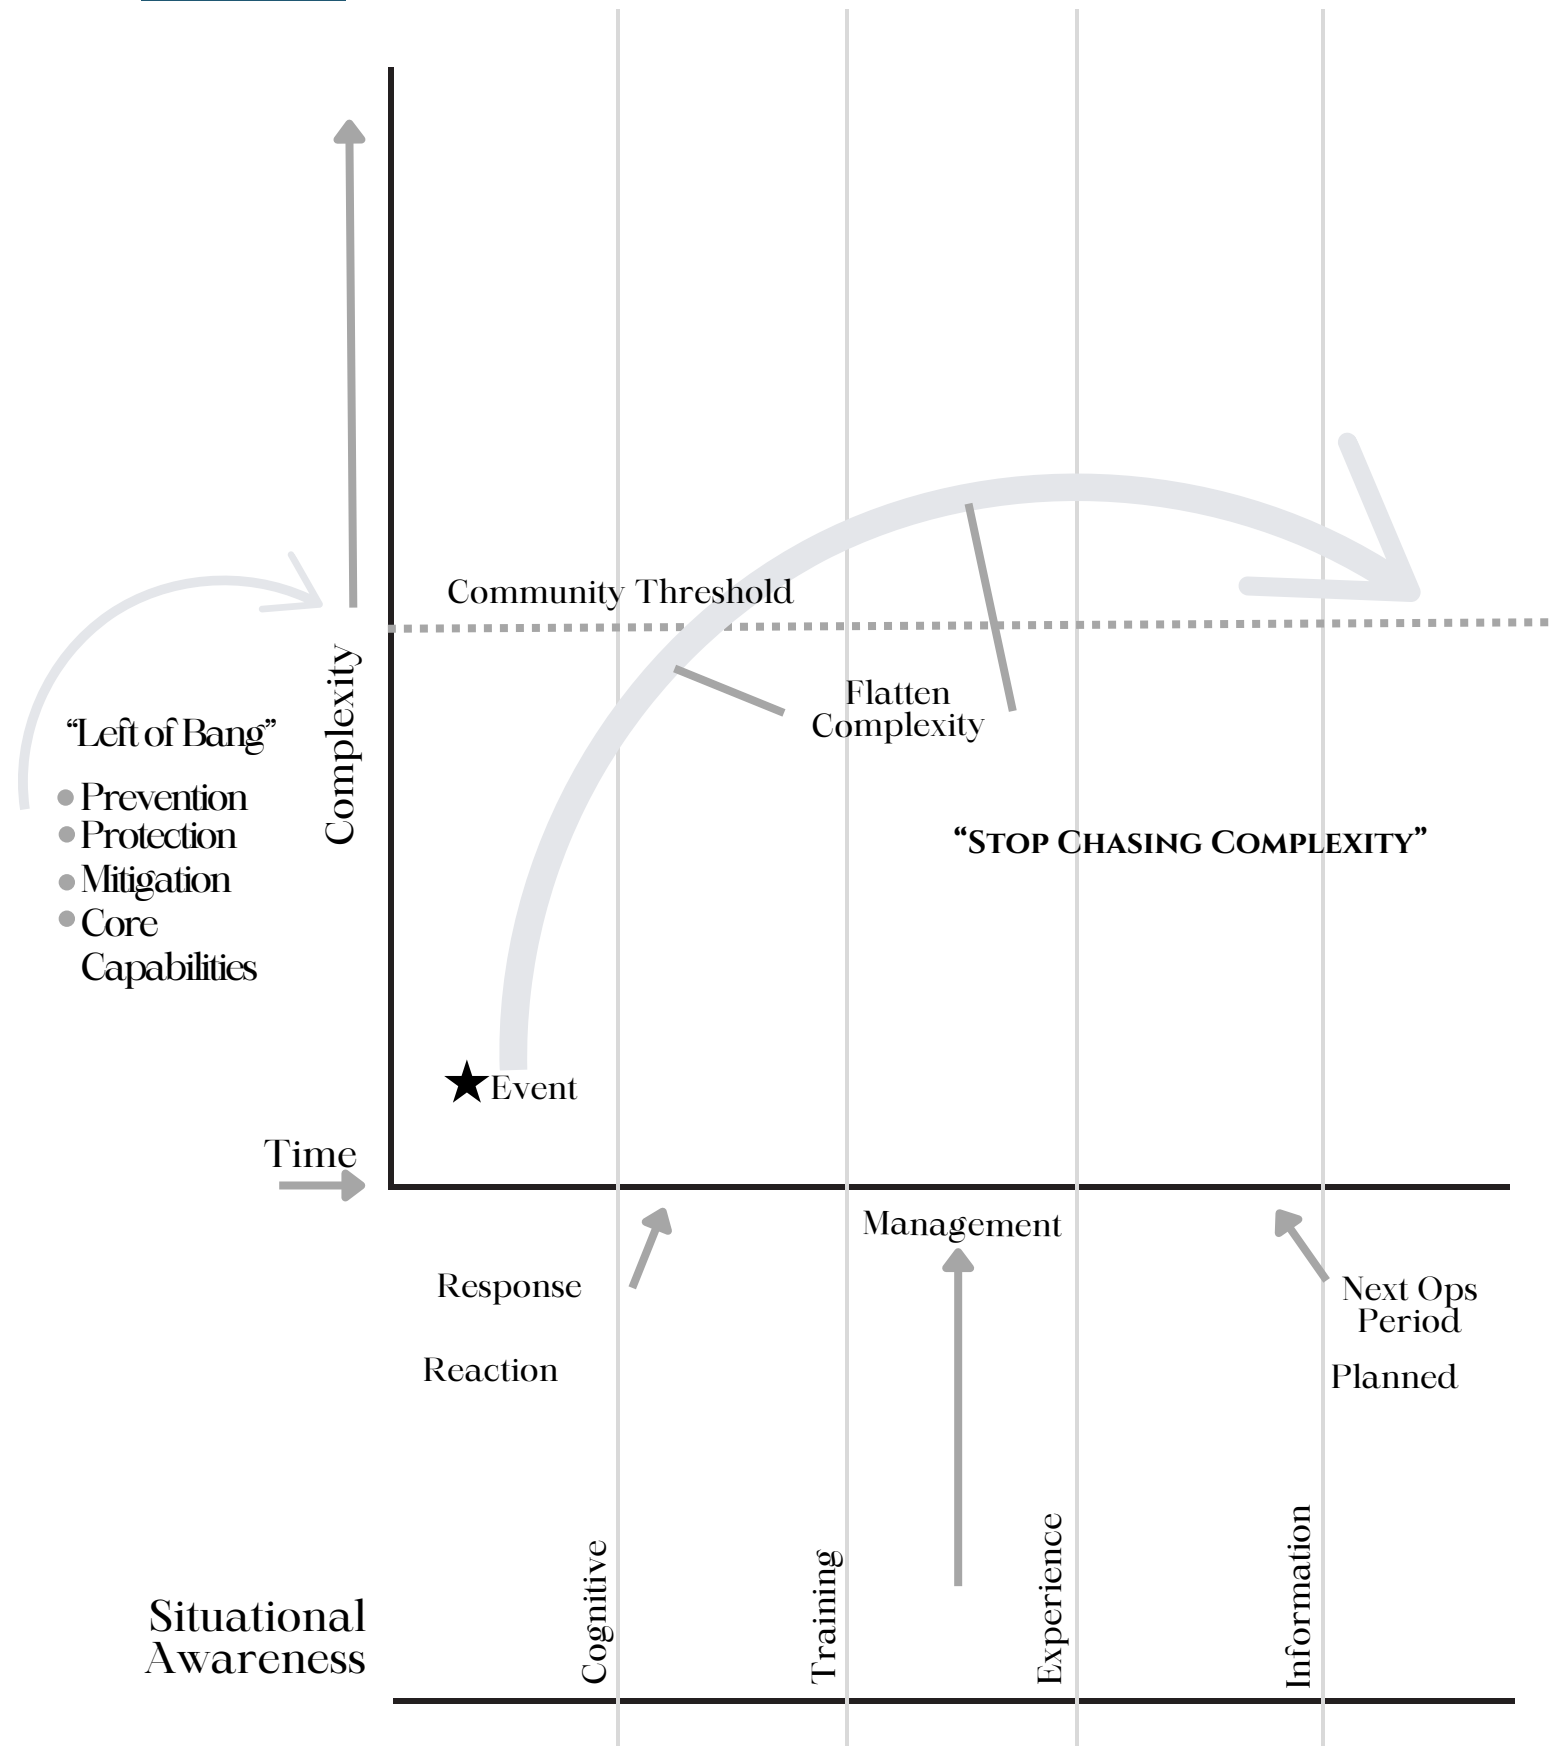 Community Threshold
Complexity
Flatten
Complexity
“Left of Bang”
Prevention
Protection
Mitigation
Core
Capabilities
“Stop Chasing Complexity”
Event
Time
Management
Response
Next Ops
Period
Reaction
Planned
Cognitive
Training
Experience
Information
Situational
Awareness